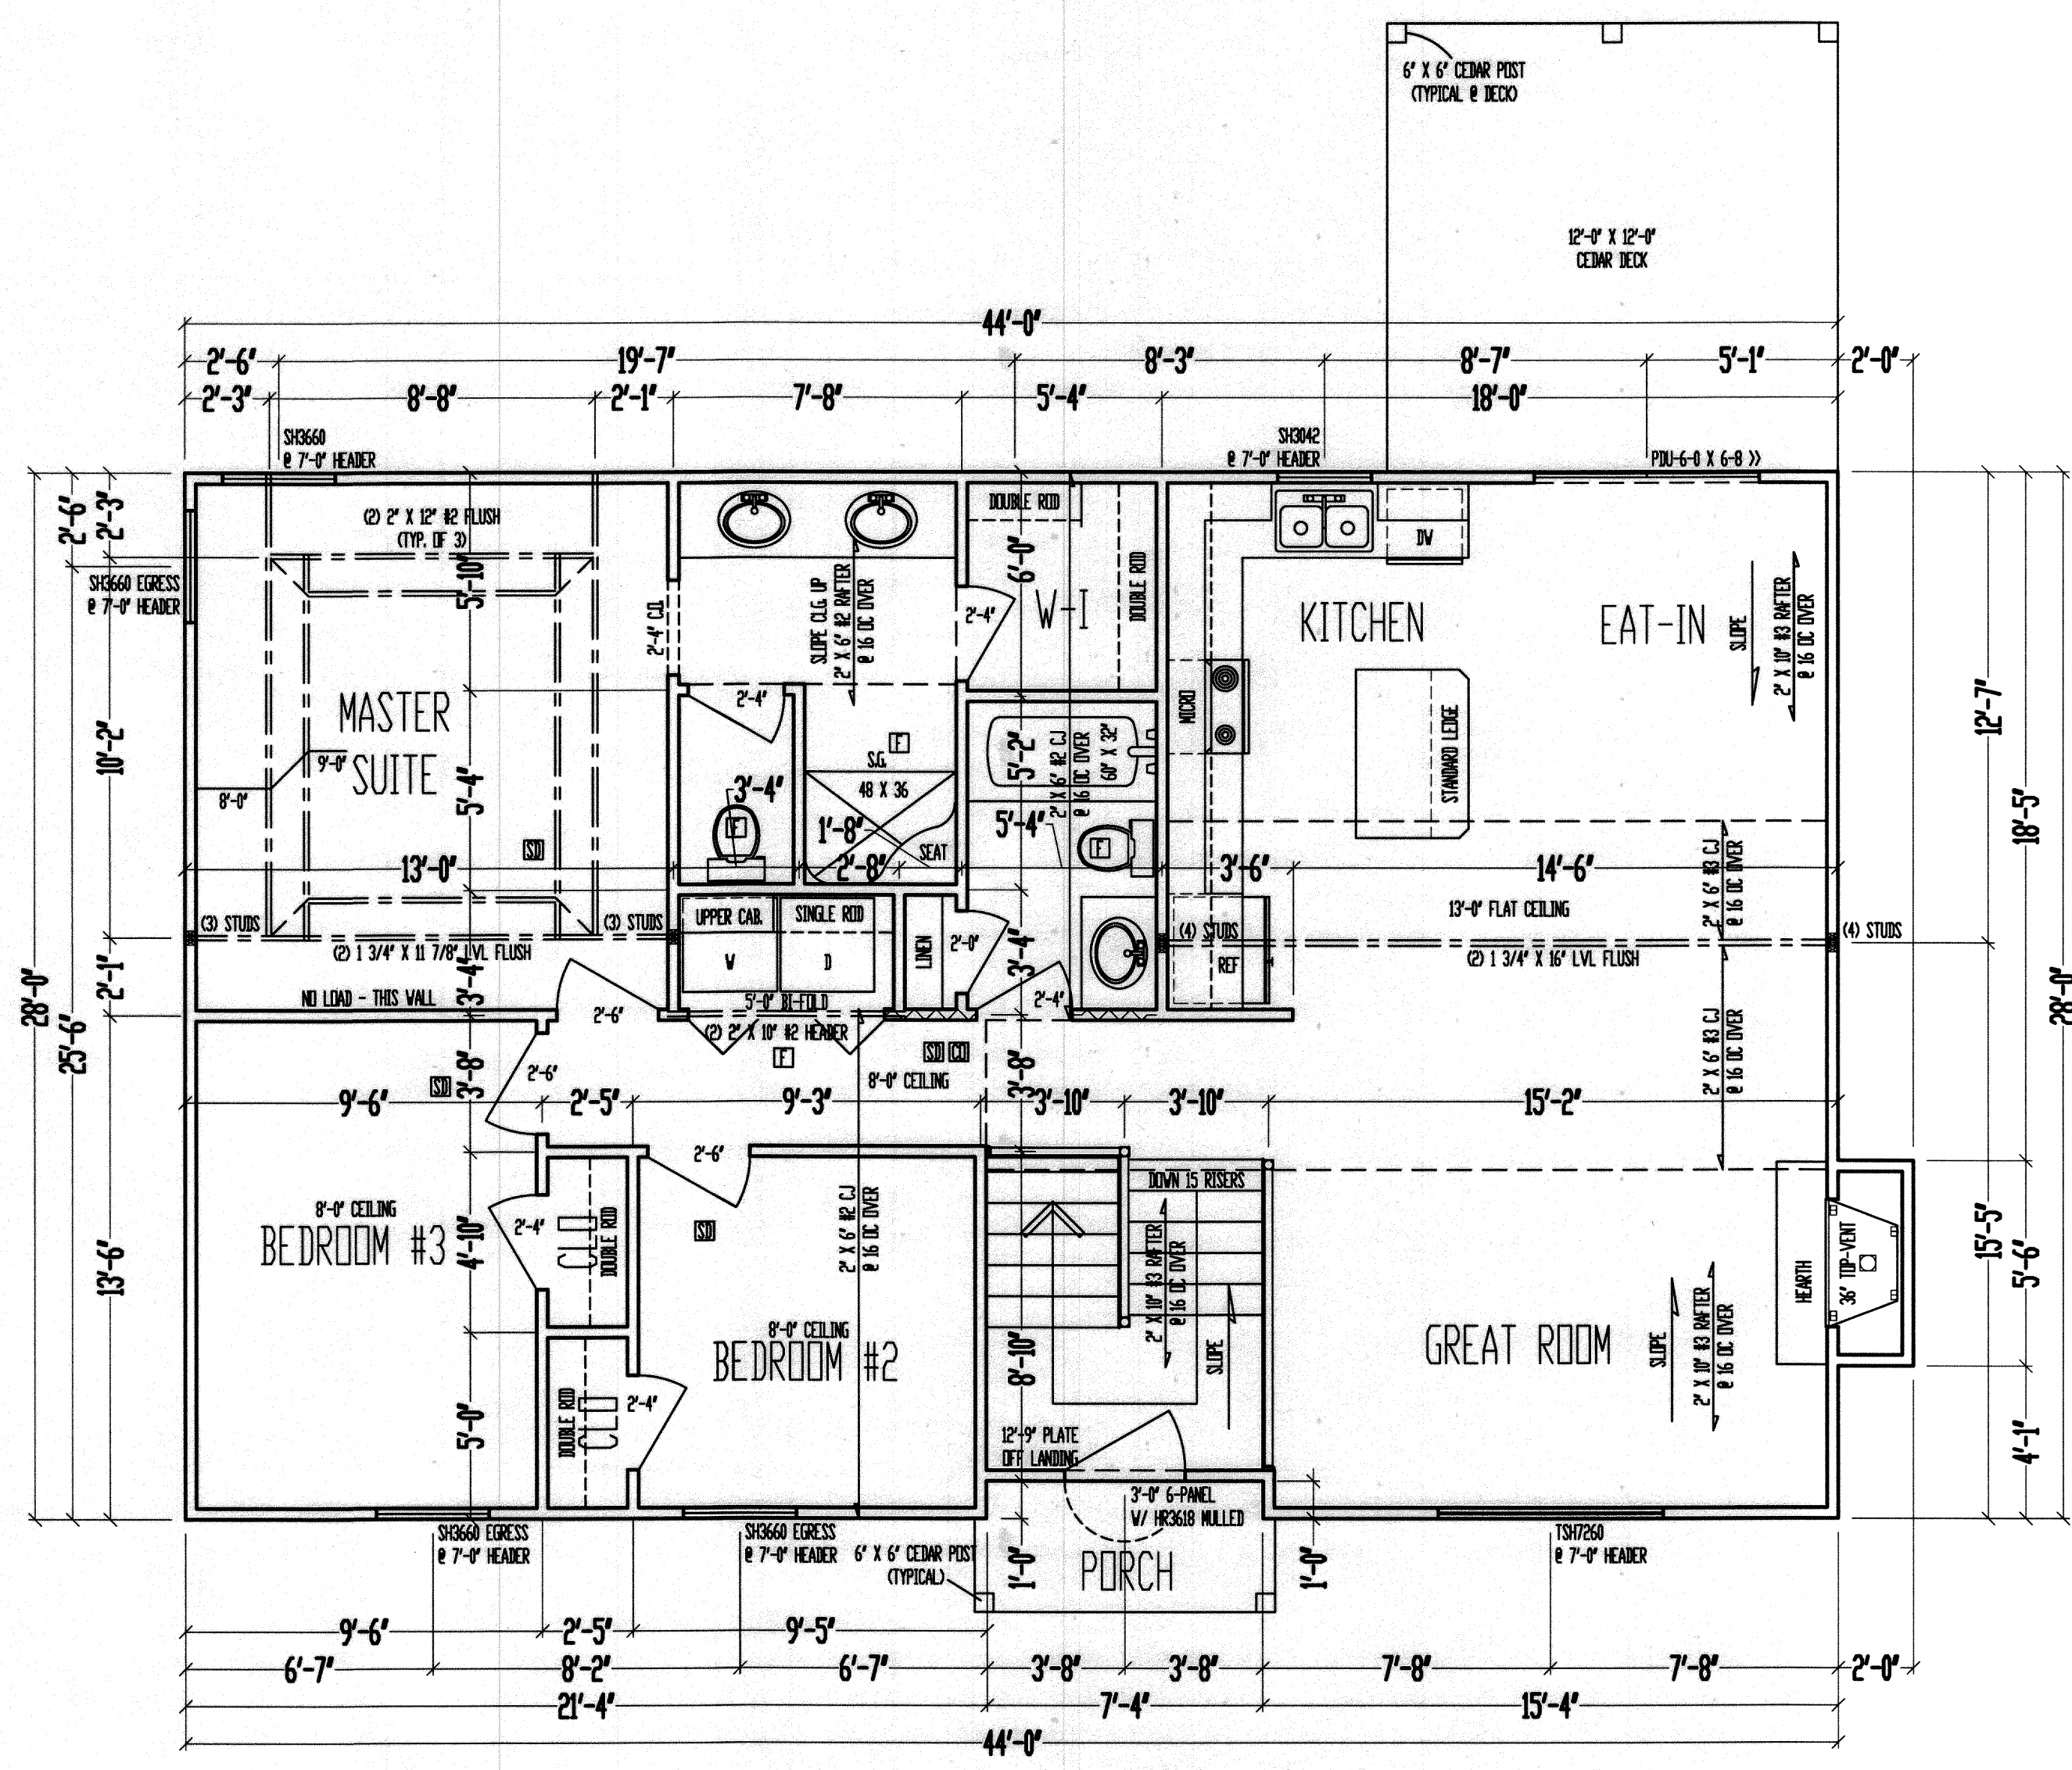 6" X 6" CEDAR POST
(TYPICAL @ DECK)
12'-0" X 12'-0"
CEDAR DECK
44'-0"
2'-6"
19'-7"
8'-3"
8'-7"
5'-1"
2'-0"
2'-3"
8'-8"
2'-1"
7'-8"
5'-4"
18'-0"
SH3660
@ 7'-0" HEADER
SH3042
@ 7'-0" HEADER
PDU-6-0 X 6-8 >>
2'-6"
2'-3"
SH3660 EGRESS
@ 7'-0" HEADER
10'-2"
2'-1"
28'-0"
25'-6"
13'-6"
(2) 2" X 12" #2 FLUSH
(TYP. OF 3)
5'-10"
MASTER
SUITE
9'-0"
8'-0"
5'-4"
SD
13'-0"
(3) STUDS
(3) STUDS
(2) 1 3/4" X 11 7/8" LVL FLUSH
3'-4"
NO LOAD - THIS WALL
2'-4" C.O.
SLOPE CLG. UP
2" X 6" #2 RAFTER
@ 16 OC OVER
2'-4"
F
S.G.
48 X 36
3'-4"
F
1'-8"
SEAT
2'-8"
DOUBLE ROD
6'-0"
W-I
DOUBLE ROD
2'-4"
5'-2"
2" X 6" #2 CJ
@ 16 OC OVER
60" X 32"
5'-4"
F
UPPER CAB.
SINGLE ROD
W
D
LINEN
2'-0"
3'-4"
2'-4"
5'-0" BI-FOLD
(2) 2" X 10" #2 HEADER
2'-6"
F
SD
CO
8'-0" CEILING
DW
KITCHEN
EAT-IN
SLOPE
2" X 10" #3 RAFTER
@ 16 OC OVER
MICRO
STANDARD LEDGE
3'-6"
14'-6"
13'-0" FLAT CEILING
2" X 6" #3 CJ
@ 16 OC OVER
(4) STUDS
(4) STUDS
(2) 1 3/4" X 16" LVL FLUSH
REF
2" X 6" #3 CJ
@ 16 OC OVER
12'-7"
18'-5"
28'-0"
15'-5"
5'-6"
4'-1"
SD
2'-6"
3'-8"
9'-6"
2'-5"
9'-3"
3'-8"
3'-10"
3'-10"
15'-2"
2'-6"
8'-0" CEILING
BEDROOM #3
4'-10"
2'-4"
CLO
DOUBLE ROD
SD
2" X 6" #2 CJ
@ 16 OC OVER
8'-0" CEILING
BEDROOM #2
5'-0"
DOUBLE ROD
CLO
2'-4"
DOWN 15 RISERS
2" X 10" #3 RAFTER
@ 16 OC OVER
SLOPE
8'-10"
12'-9" PLATE
OFF LANDING
GREAT ROOM
SLOPE
2" X 10" #3 RAFTER
@ 16 OC OVER
HEARTH
36" TOP-VENT
3'-0" 6-PANEL
W/ HR3618 MULLED
PORCH
1'-0"
1'-0"
SH3660 EGRESS
@ 7'-0" HEADER
SH3660 EGRESS
@ 7'-0" HEADER
6" X 6" CEDAR POST
(TYPICAL)
TSH7260
@ 7'-0" HEADER
9'-6"
2'-5"
9'-5"
6'-7"
8'-2"
6'-7"
3'-8"
3'-8"
7'-8"
7'-8"
2'-0"
21'-4"
7'-4"
15'-4"
44'-0"